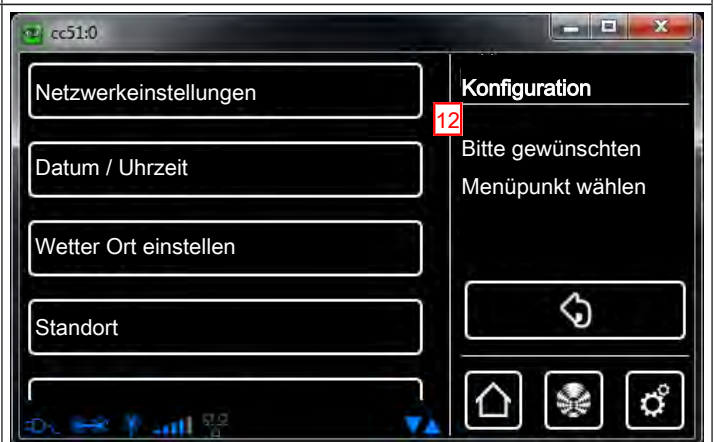 cc51:0
Netzwerkeinstellungen
Datum / Uhrzeit
Wetter Ort einstellen
Standort
Konfiguration
12
Bitte gewünschten
Menüpunkt wählen